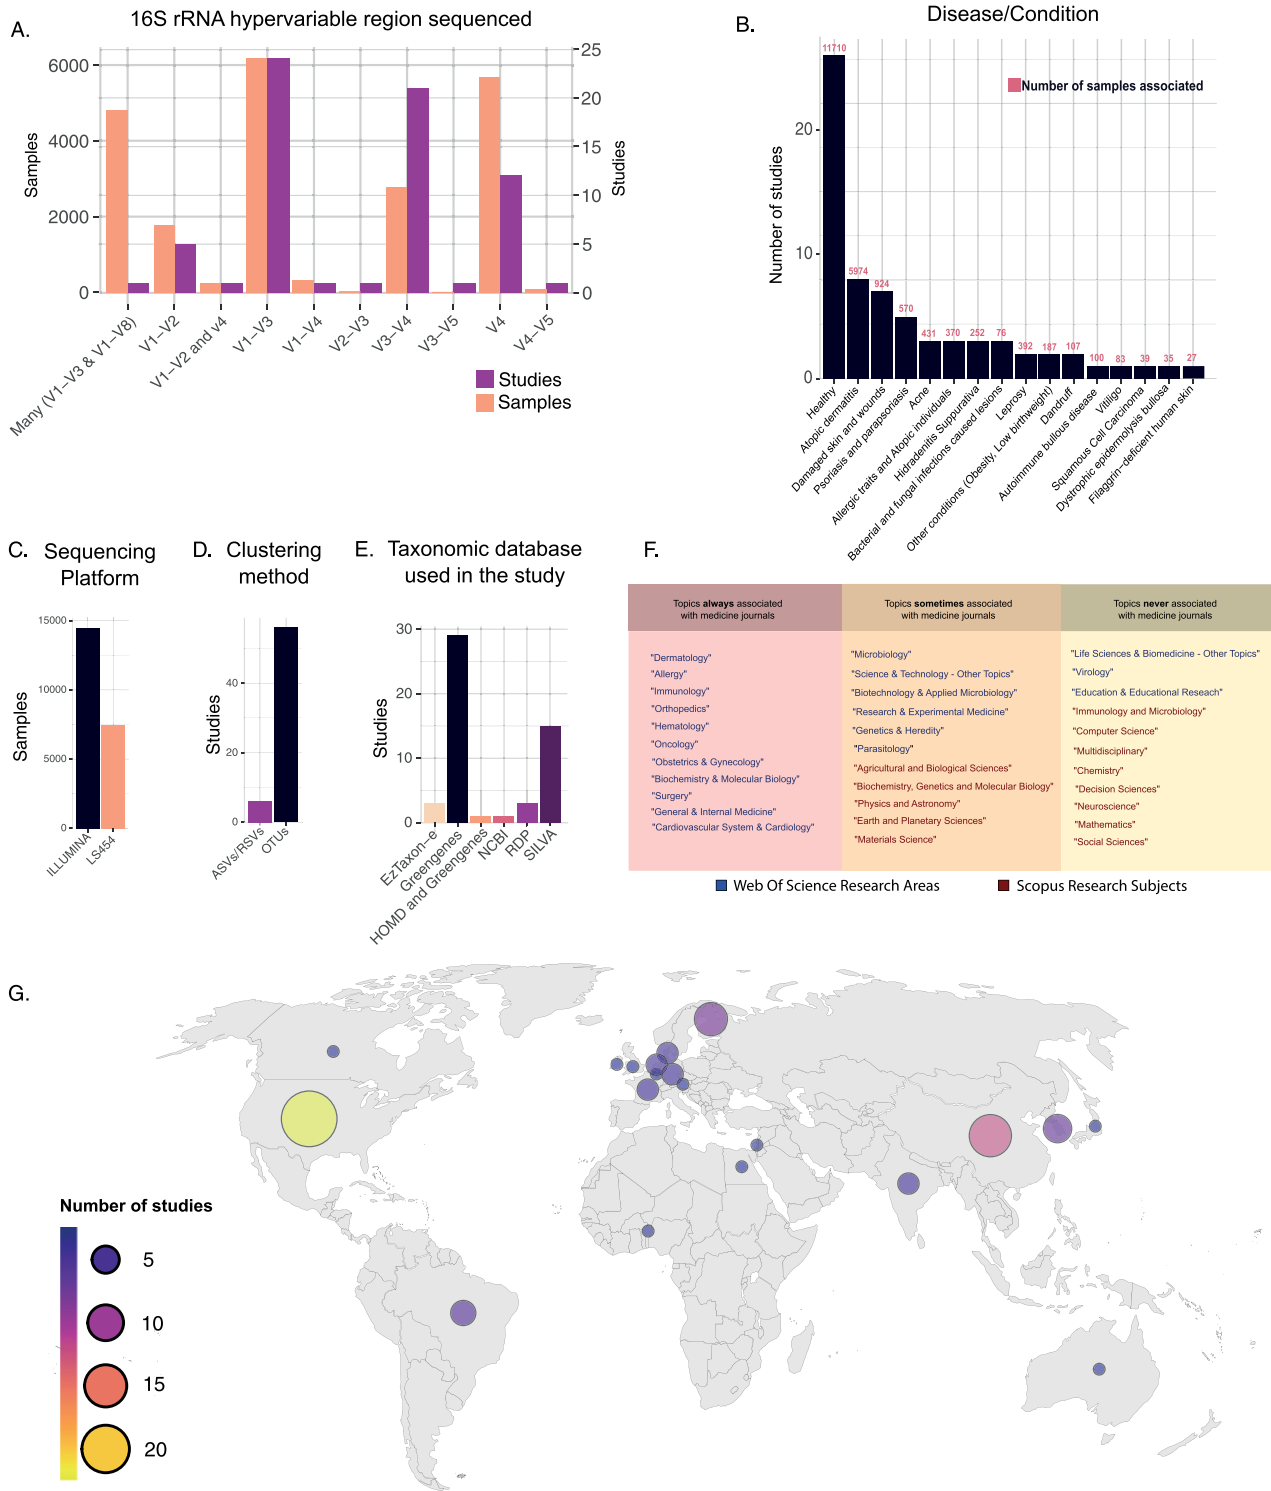 A.
16S rRNA hypervariable region sequenced
6000
4000
2000
0
Samples
25
20
15
10
5
0
Studies
Many (V1−V3 & V1−V8)
V1−V2
V1−V2 and v4
V1−V3
V1−V4
V2−V3
V3−V4
V3−V5
V4
V4−V5
Studies
Samples
B.
Disease/Condition
Number of samples associated
Number of studies
20
10
0
11710
5974
924
570
431
370
252
76
392
187
107
100
83
39
35
27
Healthy
Atopic dermatitis
Damaged skin and wounds
Psoriasis and parapsoriasis
Acne
Allergic traits and Atopic individuals
Hidradenitis Suppurativa
Bacterial and fungal infections caused lesions
Leprosy
Other conditions (Obesity, Low birthweight)
Dandruff
Autoimmune bullous disease
Vitiligo
Squamous Cell Carcinoma
Dystrophic epidermolysis bullosa
Filaggrin−deficient human skin
C.
Sequencing
Platform
Samples
15000
10000
5000
0
ILLUMINA
LS454
D.
Clustering
method
Studies
40
20
0
ASVs/RSVs
OTUs
E.
Taxonomic database
used in the study
Studies
30
20
10
0
EzTaxon−e
Greengenes
HOMD and Greengenes
NCBI
RDP
SILVA
F.
Topics always associated
with medicine journals
"Dermatology"
"Allergy"
"Immunology"
"Orthopedics"
"Hematology"
"Oncology"
"Obstetrics & Gynecology"
"Biochemistry & Molecular Biology"
"Surgery"
"General & Internal Medicine"
"Cardiovascular System & Cardiology"
Topics sometimes associated
with medicine journals
"Microbiology"
"Science & Technology - Other Topics"
"Biotechnology & Applied Microbiology"
"Research & Experimental Medicine"
"Genetics & Heredity"
"Parasitology"
"Agricultural and Biological Sciences"
"Biochemistry, Genetics and Molecular Biology"
"Physics and Astronomy"
"Earth and Planetary Sciences"
"Materials Science"
Topics never associated
with medicine journals
"Life Sciences & Biomedicine - Other Topics"
"Virology"
"Education & Educational Reseach"
"Immunology and Microbiology"
"Computer Science"
"Multidisciplinary"
"Chemistry"
"Decision Sciences"
"Neuroscience"
"Mathematics"
"Social Sciences"
Web Of Science Research Areas
Scopus Research Subjects
G.
Number of studies
5
10
15
20